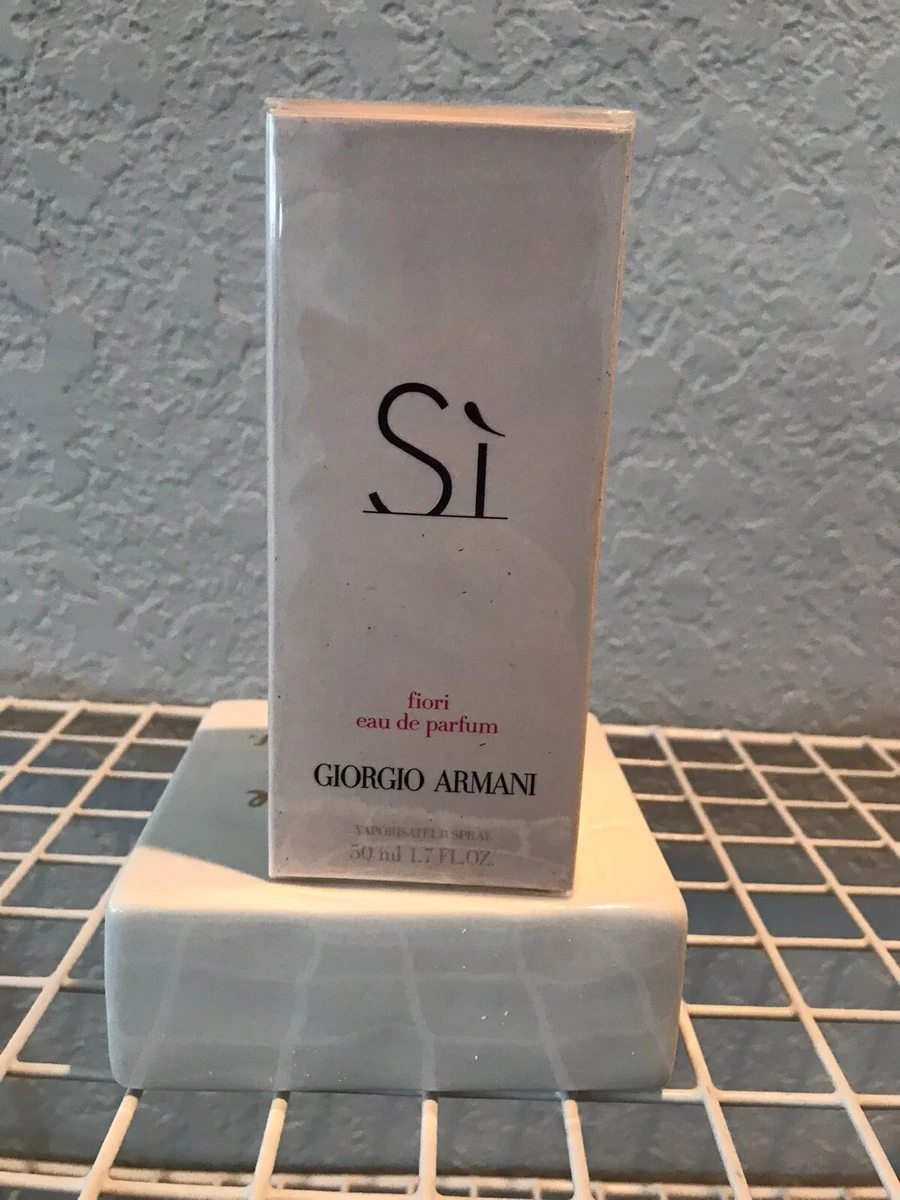 Sì
fiori
eau de parfum
GIORGIO ARMANI
VAPORISATEUR SPRAY
50 ml 1.7 FL.OZ.